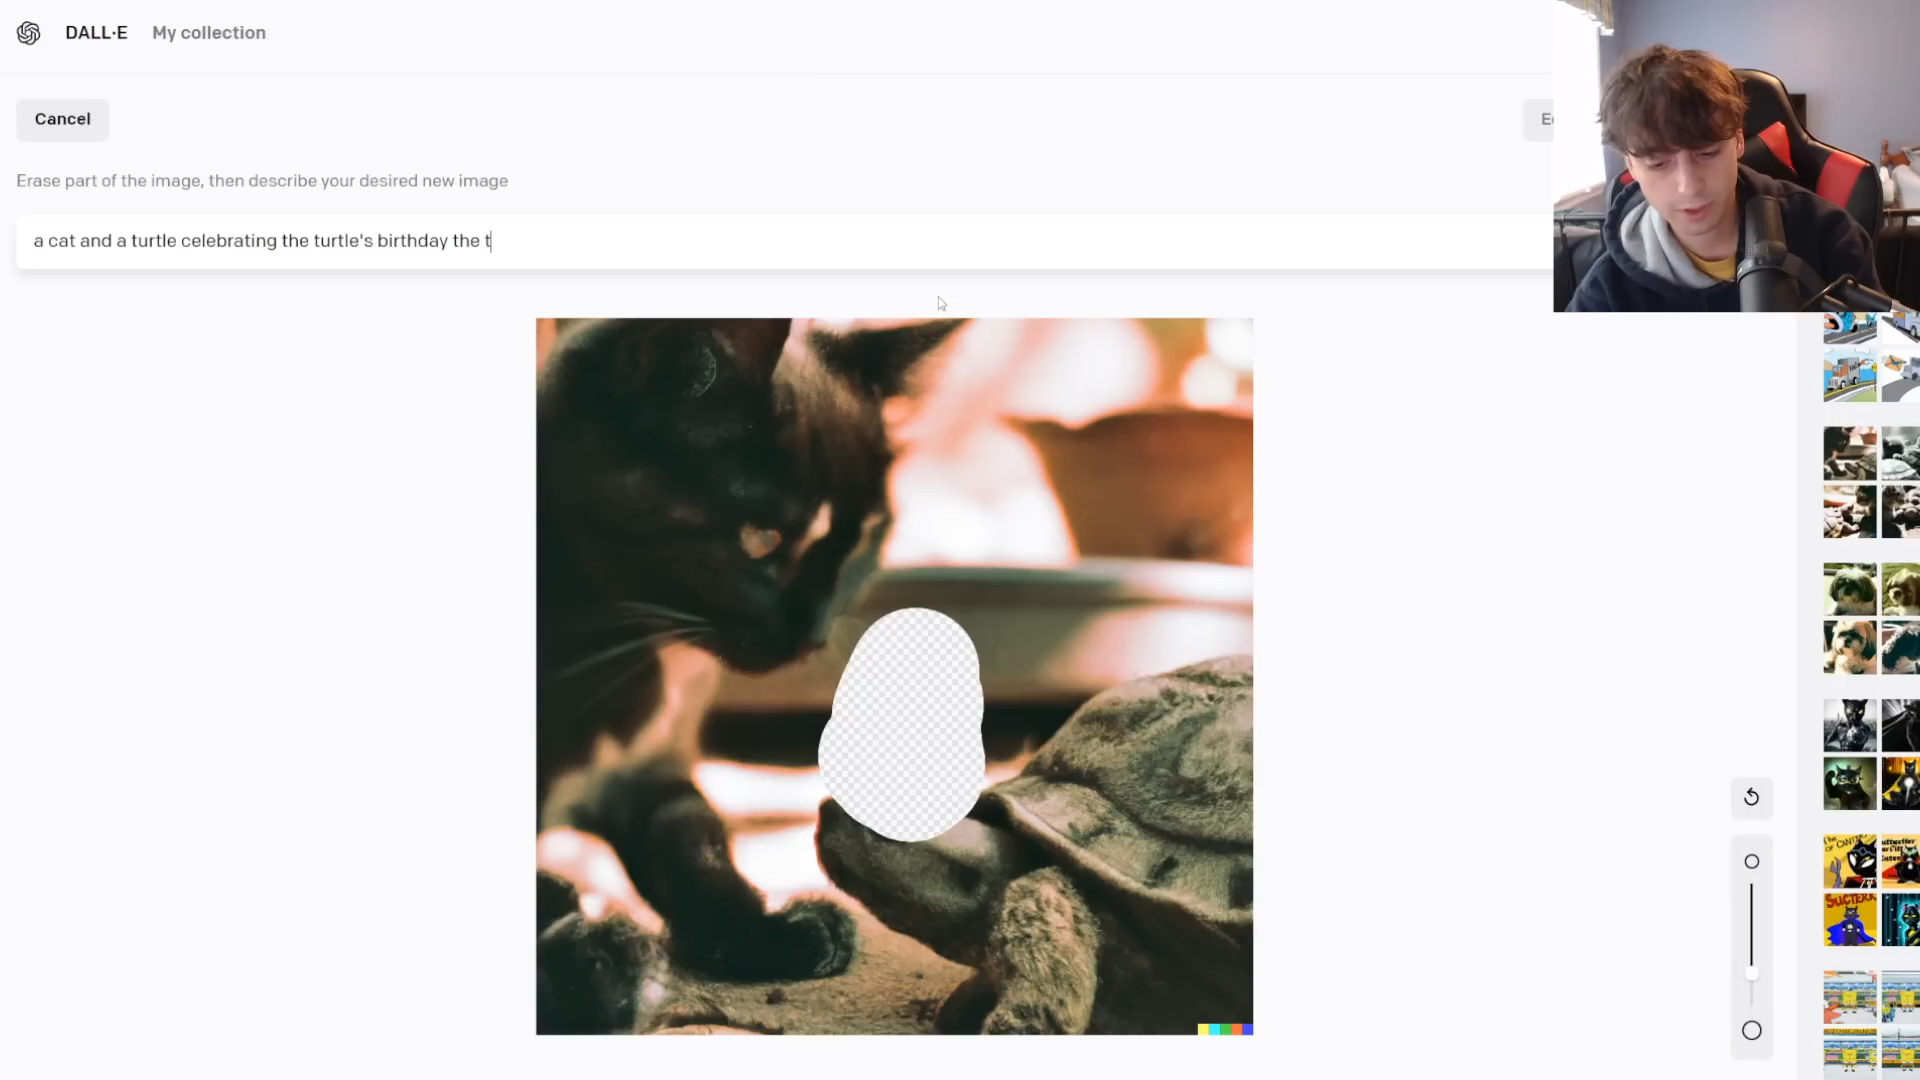 DALL·E My collection
Cancel
Erase part of the image, then describe your desired new image
a cat and a turtle celebrating the turtle's birthday the t